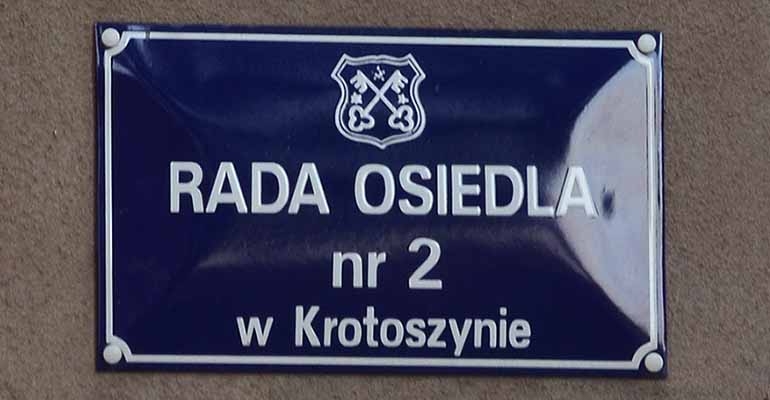 RADA OSIEDLA
nr 2
w Krotoszynie